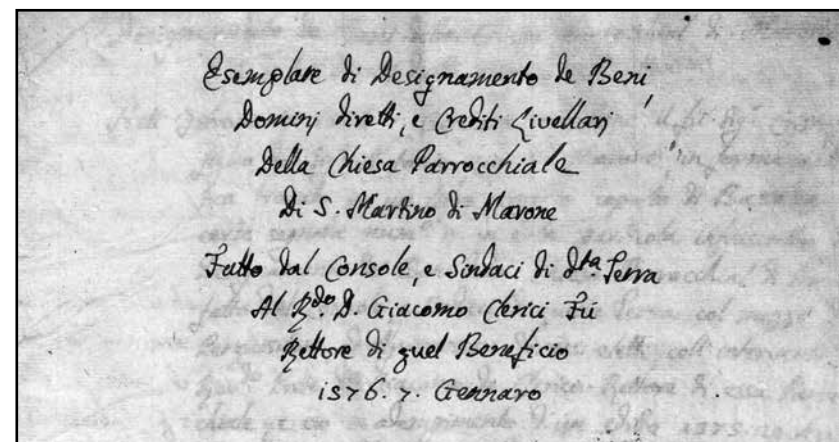 Esemplare di Designamento de Beni,
Dominj diretti, e Crediti Livellarj
Della Chiesa Parrocchiale
Di S. Martino di Marone
Fatto dal Console, e Sindaci di d.ta Terra
Al R.do D. Giacomo Clerici Fù
Rettore di quel Beneficio
1576. 7. Gennaro